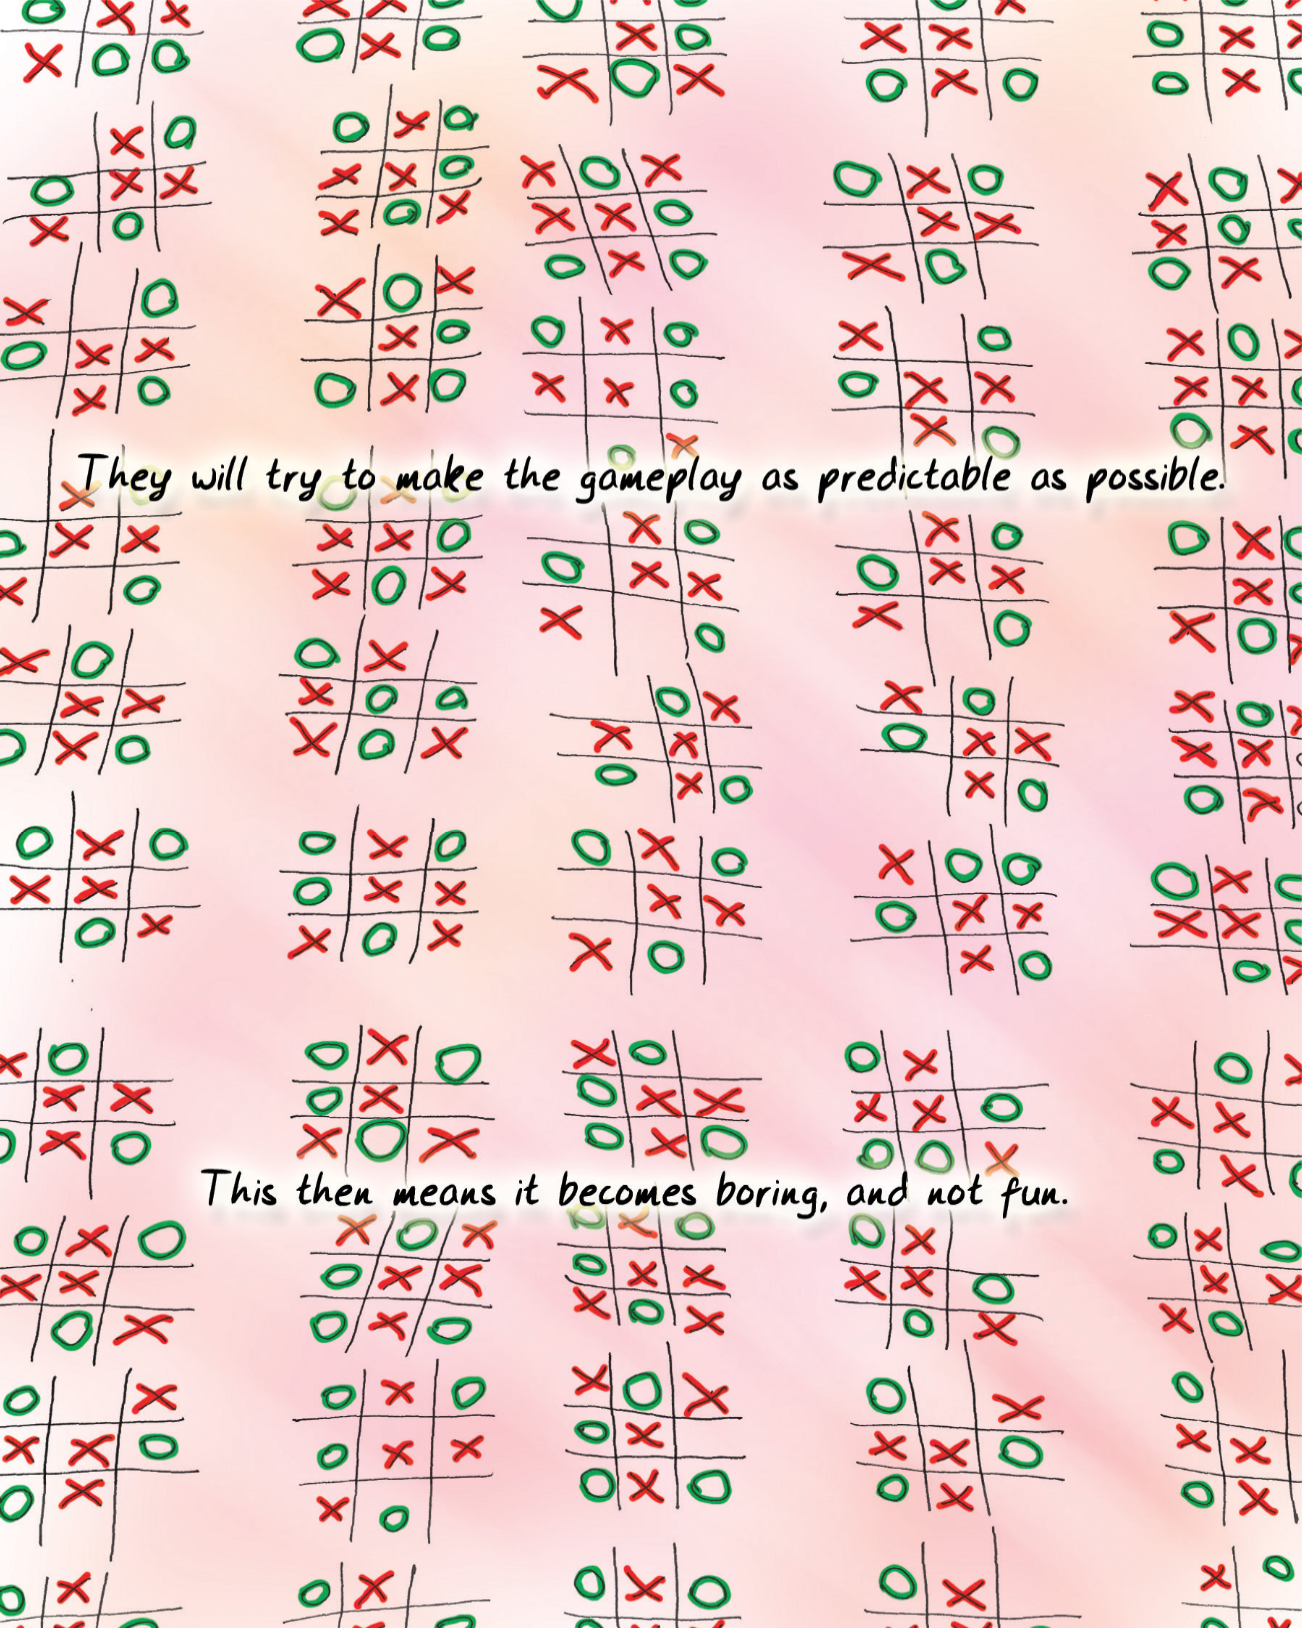 They will try to make the gameplay as predictable as possible.
This then means it becomes boring, and not fun.